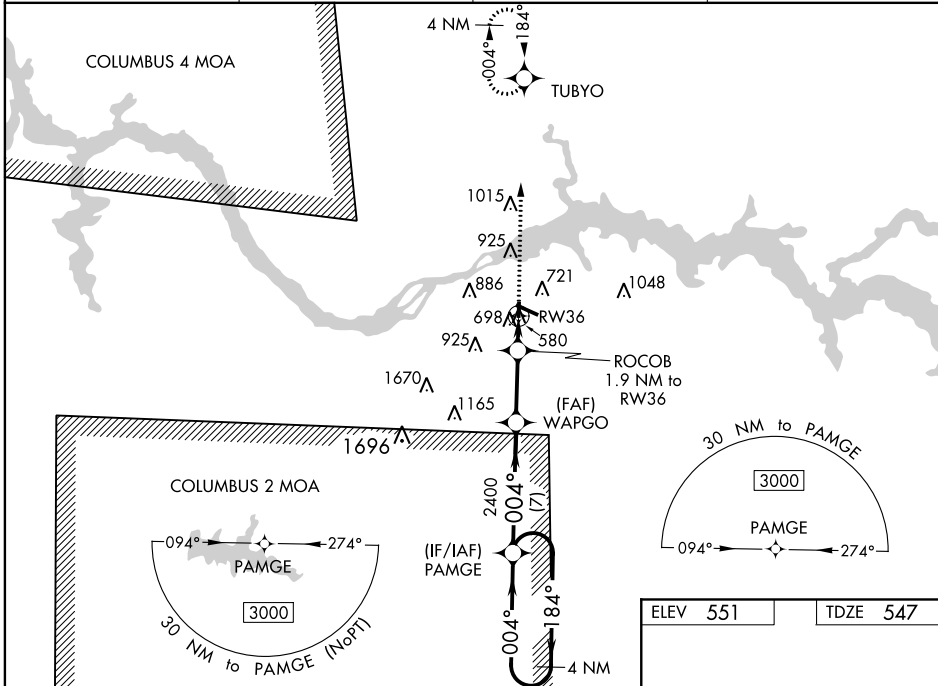 COLUMBUS 4 MOA
4 NM
184°
004°
TUBYO
1015
925
886
721
1048
698
RW36
580
925
ROCOB
1.9 NM to
RW36
1670
1165
(FAF)
WAPGO
1696
COLUMBUS 2 MOA
2400
004°
(7)
(IF/IAF)
PAMGE
004°
184°
4 NM
094°
274°
PAMGE
3000
30 NM to PAMGE (NoPT)
30 NM to PAMGE
3000
PAMGE
094°
274°
ELEV 551
TDZE 547